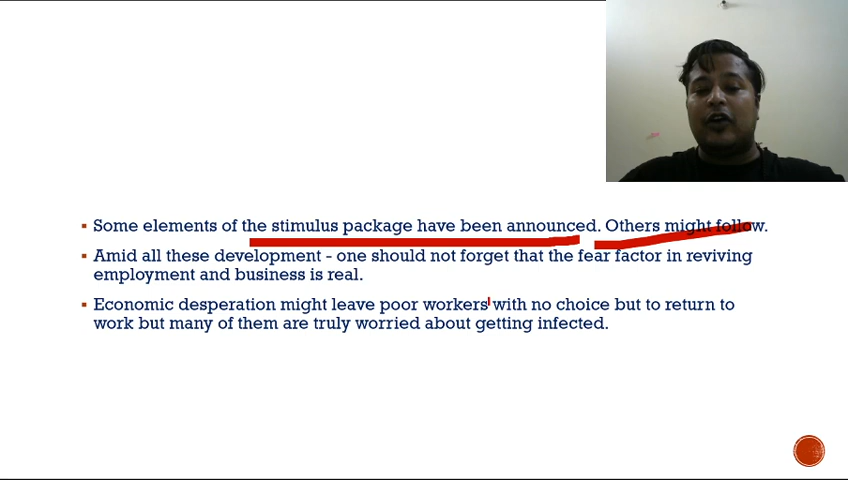 Some elements of the stimulus package have been announced. Others might follow.
Amid all these development - one should not forget that the fear factor in reviving
employment and business is real.
Economic desperation might leave poor workers with no choice but to return to
work but many of them are truly worried about getting infected.